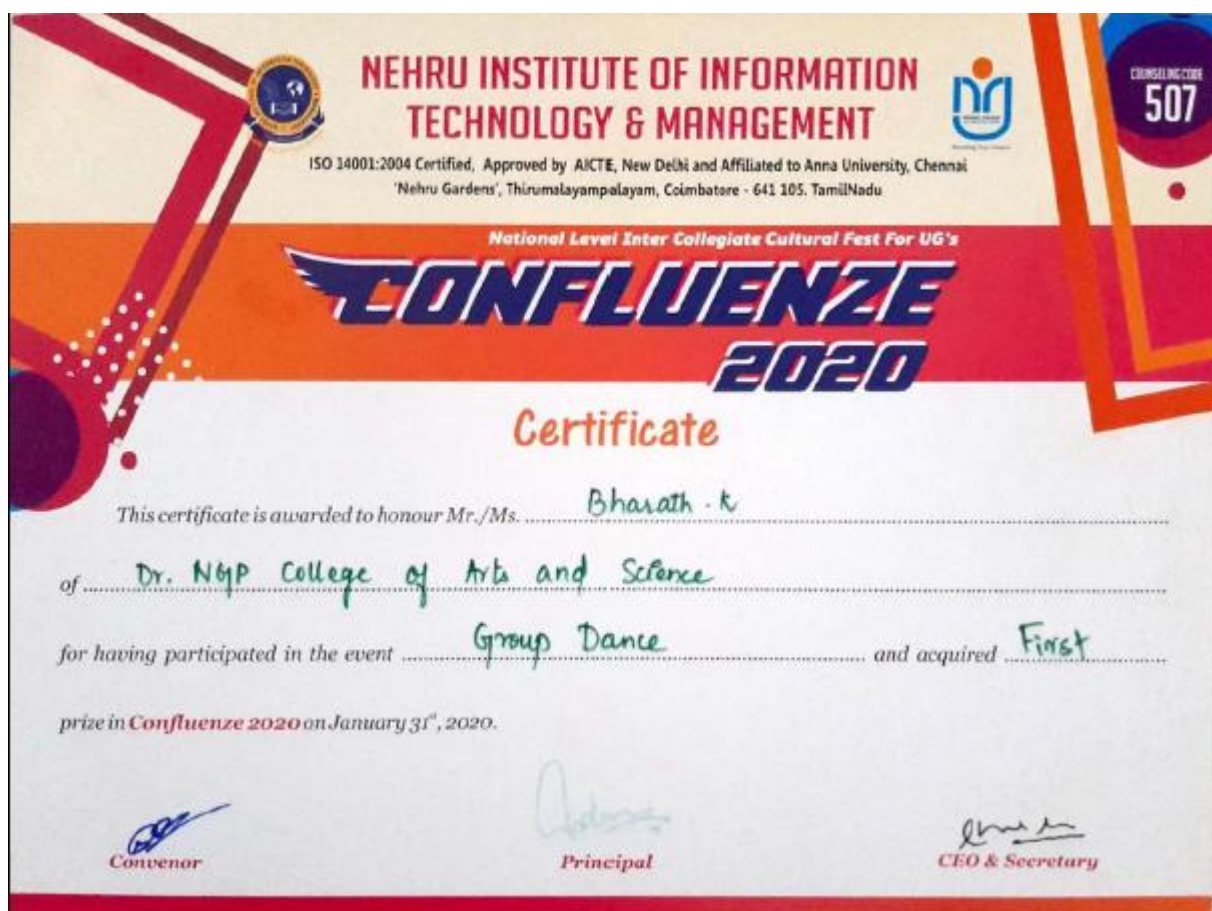 NEHRU INSTITUTE OF INFORMATION
TECHNOLOGY & MANAGEMENT
ISO 14001:2004 Certified, Approved by AICTE, New Delhi and Affiliated to Anna University, Chennai
'Nehru Gardens', Thirumalayampalayam, Coimbatore - 641 105. TamilNadu
COUNSELING CODE
507
National Level Inter Collegiate Cultural Fest For UG's
CONFLUENZE
2020
Certificate
This certificate is awarded to honour Mr./Ms. Bharath . K
of Dr. NGP College of Arts and Science
for having participated in the event Group Dance and acquired First
prize in Confluenze 2020 on January 31st, 2020.
Convenor Principal CEO & Secretary